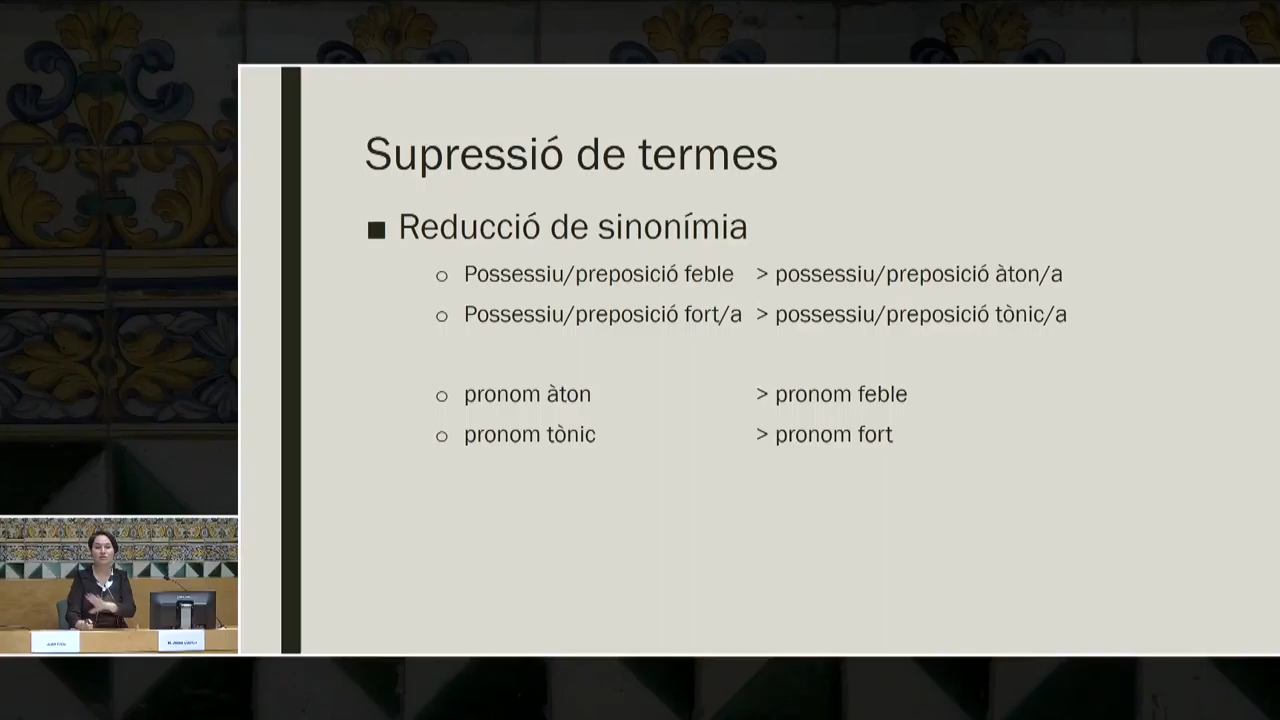 Supressió de termes
■ Reducció de sinonímia
o Possessiu/preposició feble > possessiu/preposició àton/a
o Possessiu/preposició fort/a > possessiu/preposició tònic/a
o pronom àton > pronom feble
o pronom tònic > pronom fort